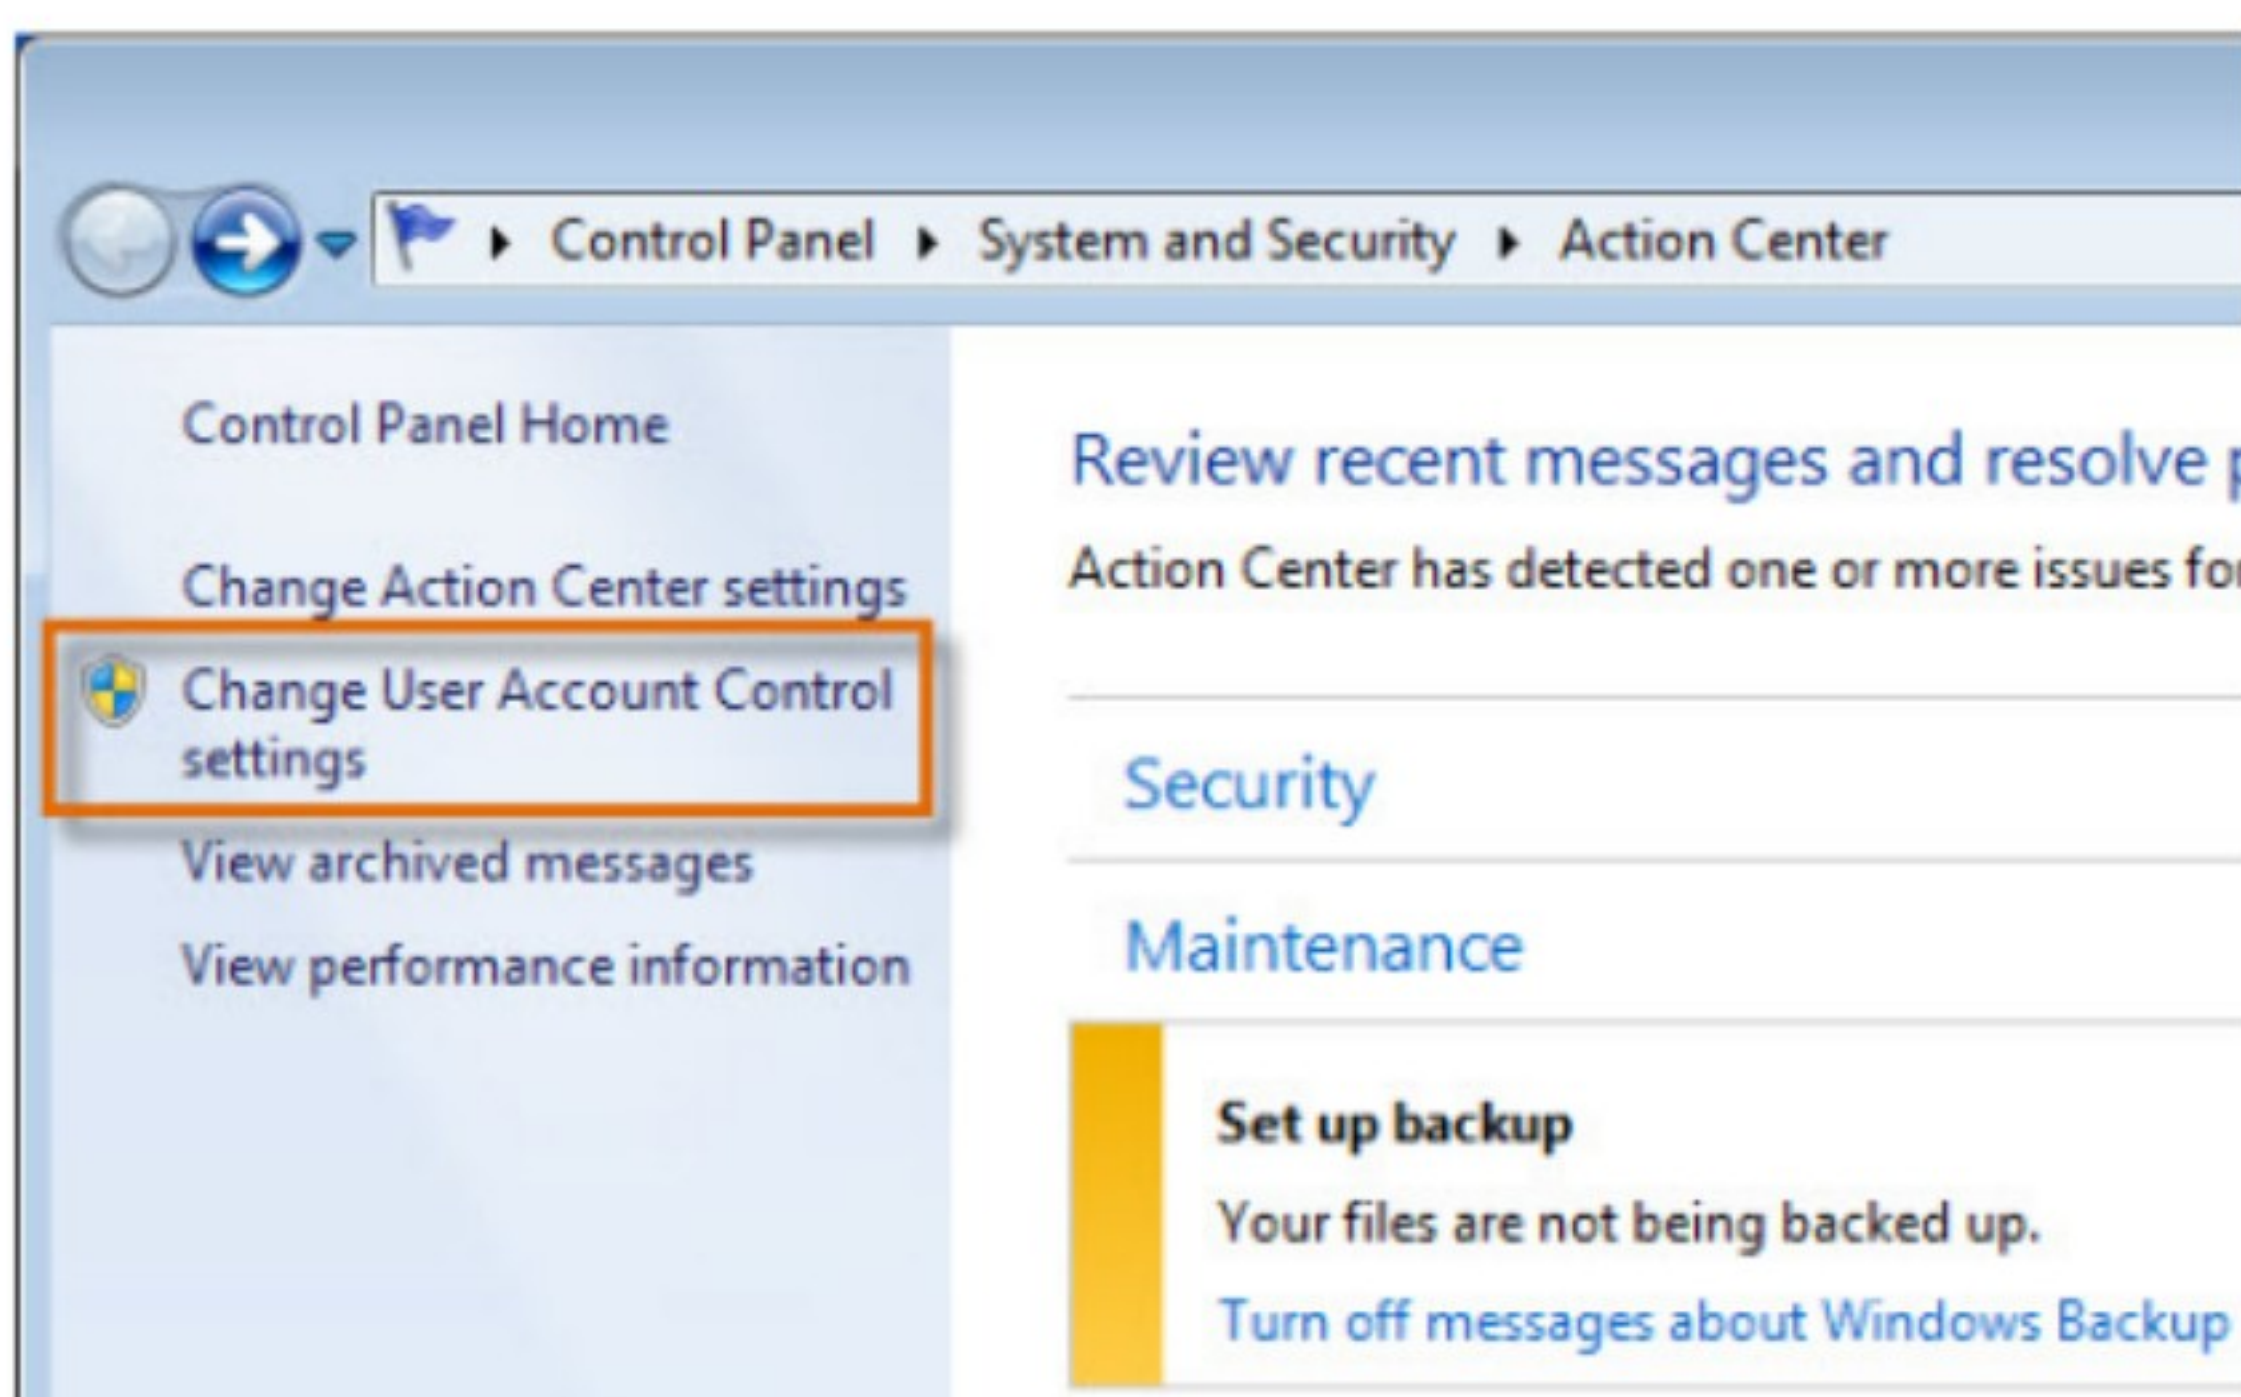 Control Panel System and Security Action Center
Control Panel Home
Change Action Center settings
Change User Account Control
settings
View archived messages
View performance information
Review recent messages and resolve
Action Center has detected one or more issues for
Security
Maintenance
Set up backup
Your files are not being backed up.
Turn off messages about Windows Backup